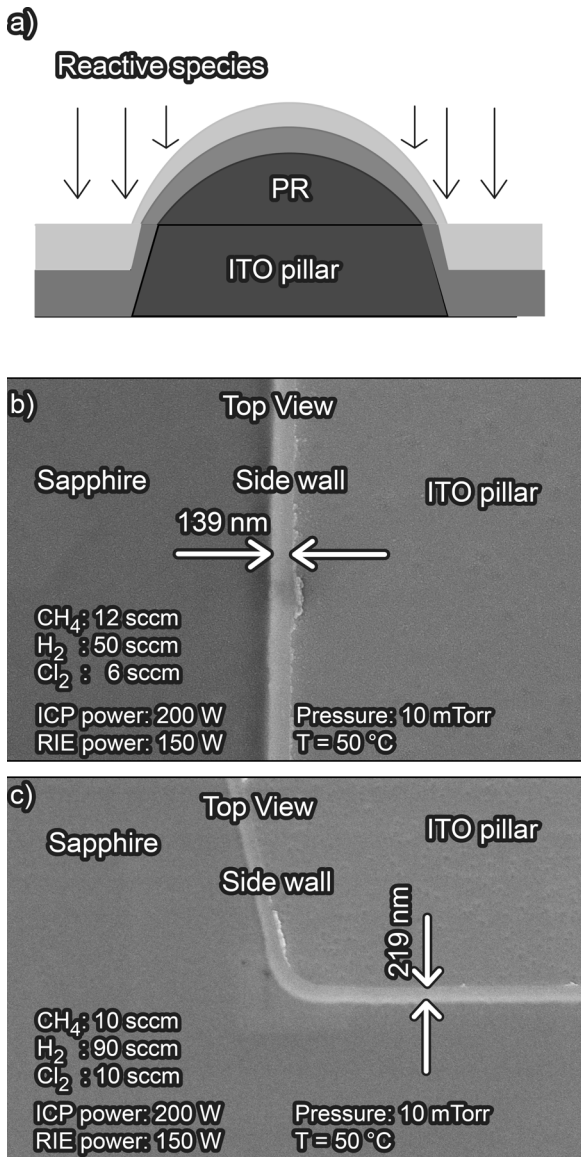 a)
Reactive species
PR
ITO pillar
b)
Top View
Sapphire
Side wall
ITO pillar
139 nm
CH4: 12 sccm
H2 : 50 sccm
Cl2 : 6 sccm
ICP power: 200 W
Pressure: 10 mTorr
RIE power: 150 W
T = 50 °C
c)
Top View
ITO pillar
Sapphire
Side wall
219 nm
CH4: 10 sccm
H2 : 90 sccm
Cl2 : 10 sccm
ICP power: 200 W
Pressure: 10 mTorr
RIE power: 150 W
T = 50 °C